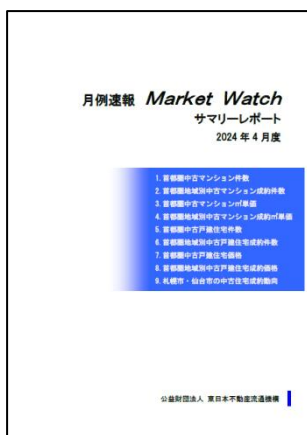 月例速報 Market Watch
サマリーレポート
2024年4月度
1. 首都圏中古マンション件数
2. 首都圏地域別中古マンション成約件数
3. 首都圏中古マンション㎡単価
4. 首都圏地域別中古マンション成約㎡単価
5. 首都圏中古戸建住宅件数
6. 首都圏地域別中古戸建住宅成約件数
7. 首都圏中古戸建住宅価格
8. 首都圏地域別中古戸建住宅成約価格
9. 札幌市・仙台市の中古住宅成約動向
公益財団法人 東日本不動産流通機構